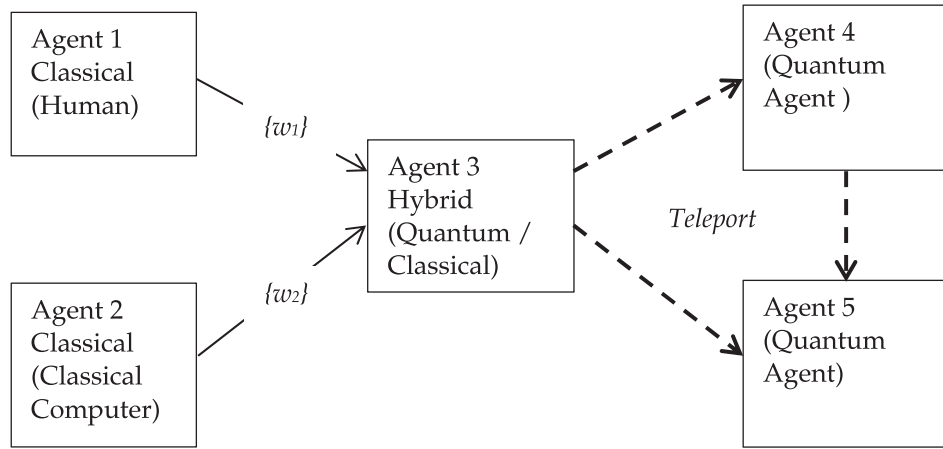 Agent 1
Classical
(Human)
{w1}
Agent 2
Classical
(Classical
Computer)
{w2}
Agent 3
Hybrid
(Quantum /
Classical)
Agent 4
(Quantum
Agent )
Teleport
Agent 5
(Quantum
Agent)